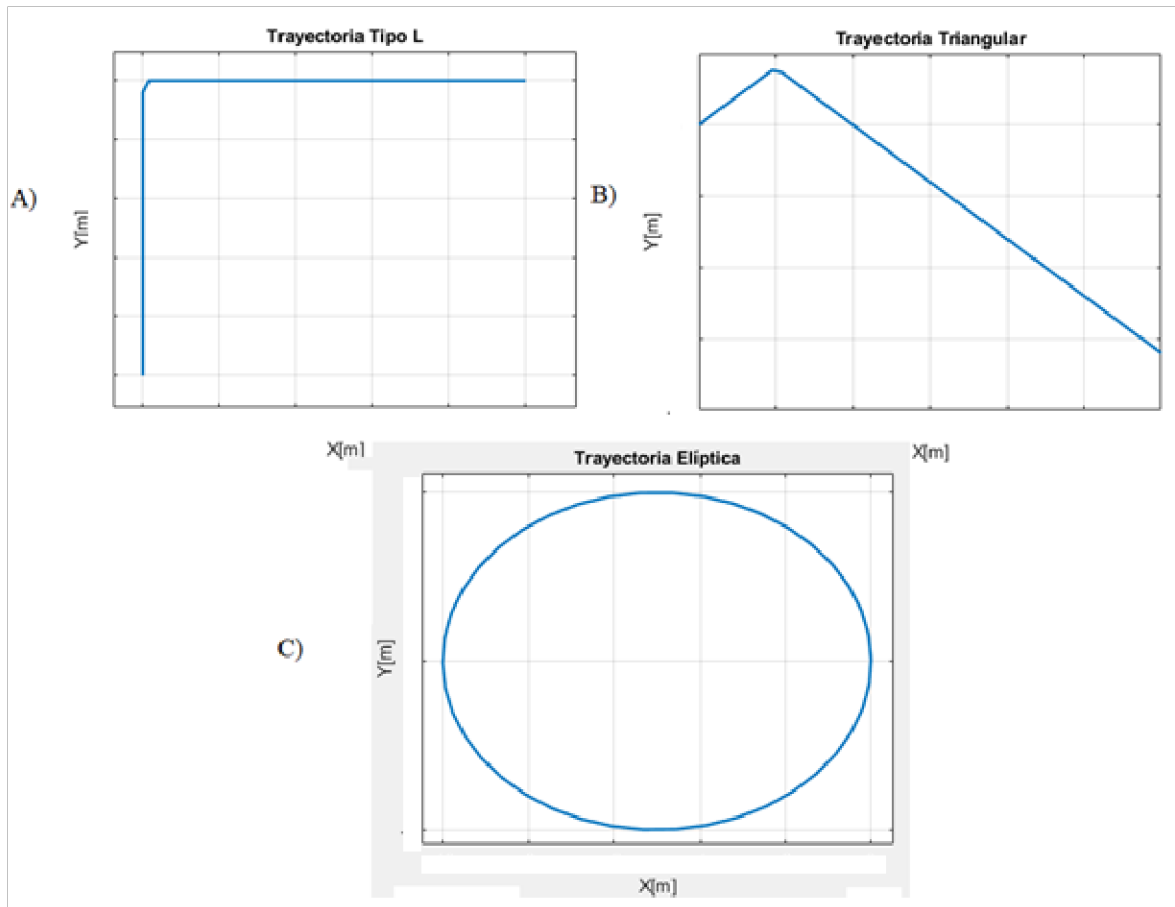 Trayectoria Tipo L
Trayectoria Triangular
A)
Y[m]
B)
Y[m]
X[m]
X[m]
Trayectoria Elíptica
C)
Y[m]
X[m]